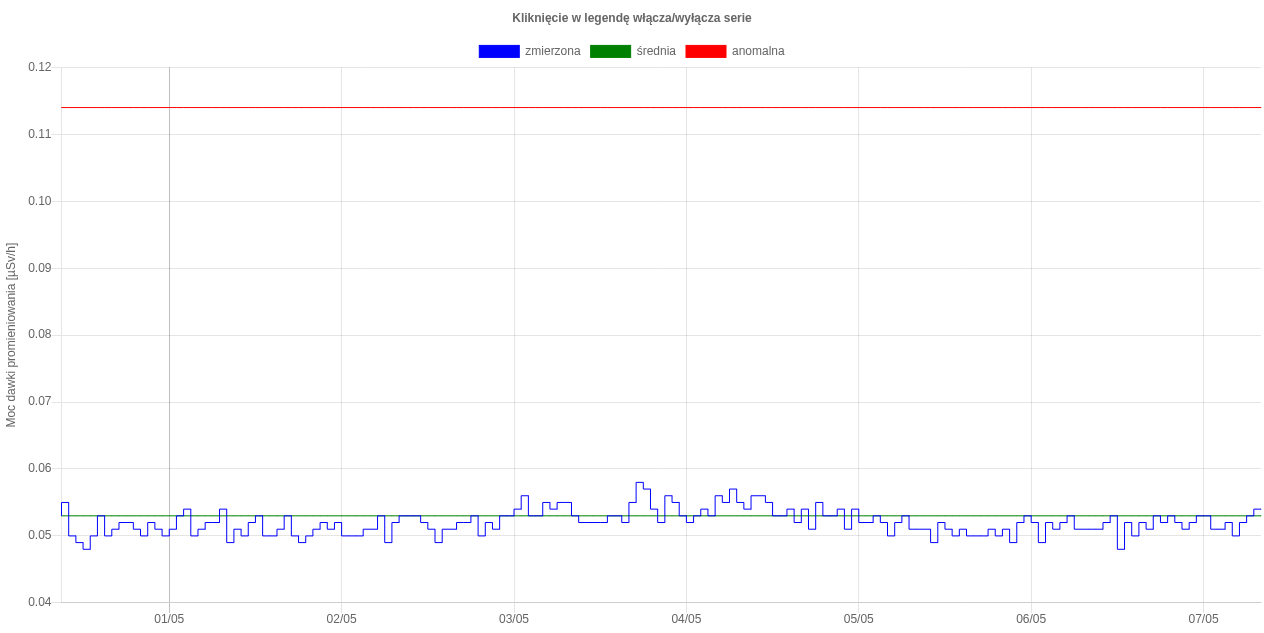 Kliknięcie w legendę włącza/wyłącza serie
zmierzona średnia anomalna
Moc dawki promieniowania [µSv/h]
0.12
0.11
0.10
0.09
0.08
0.07
0.06
0.05
0.04
01/05 02/05 03/05 04/05 05/05 06/05 07/05